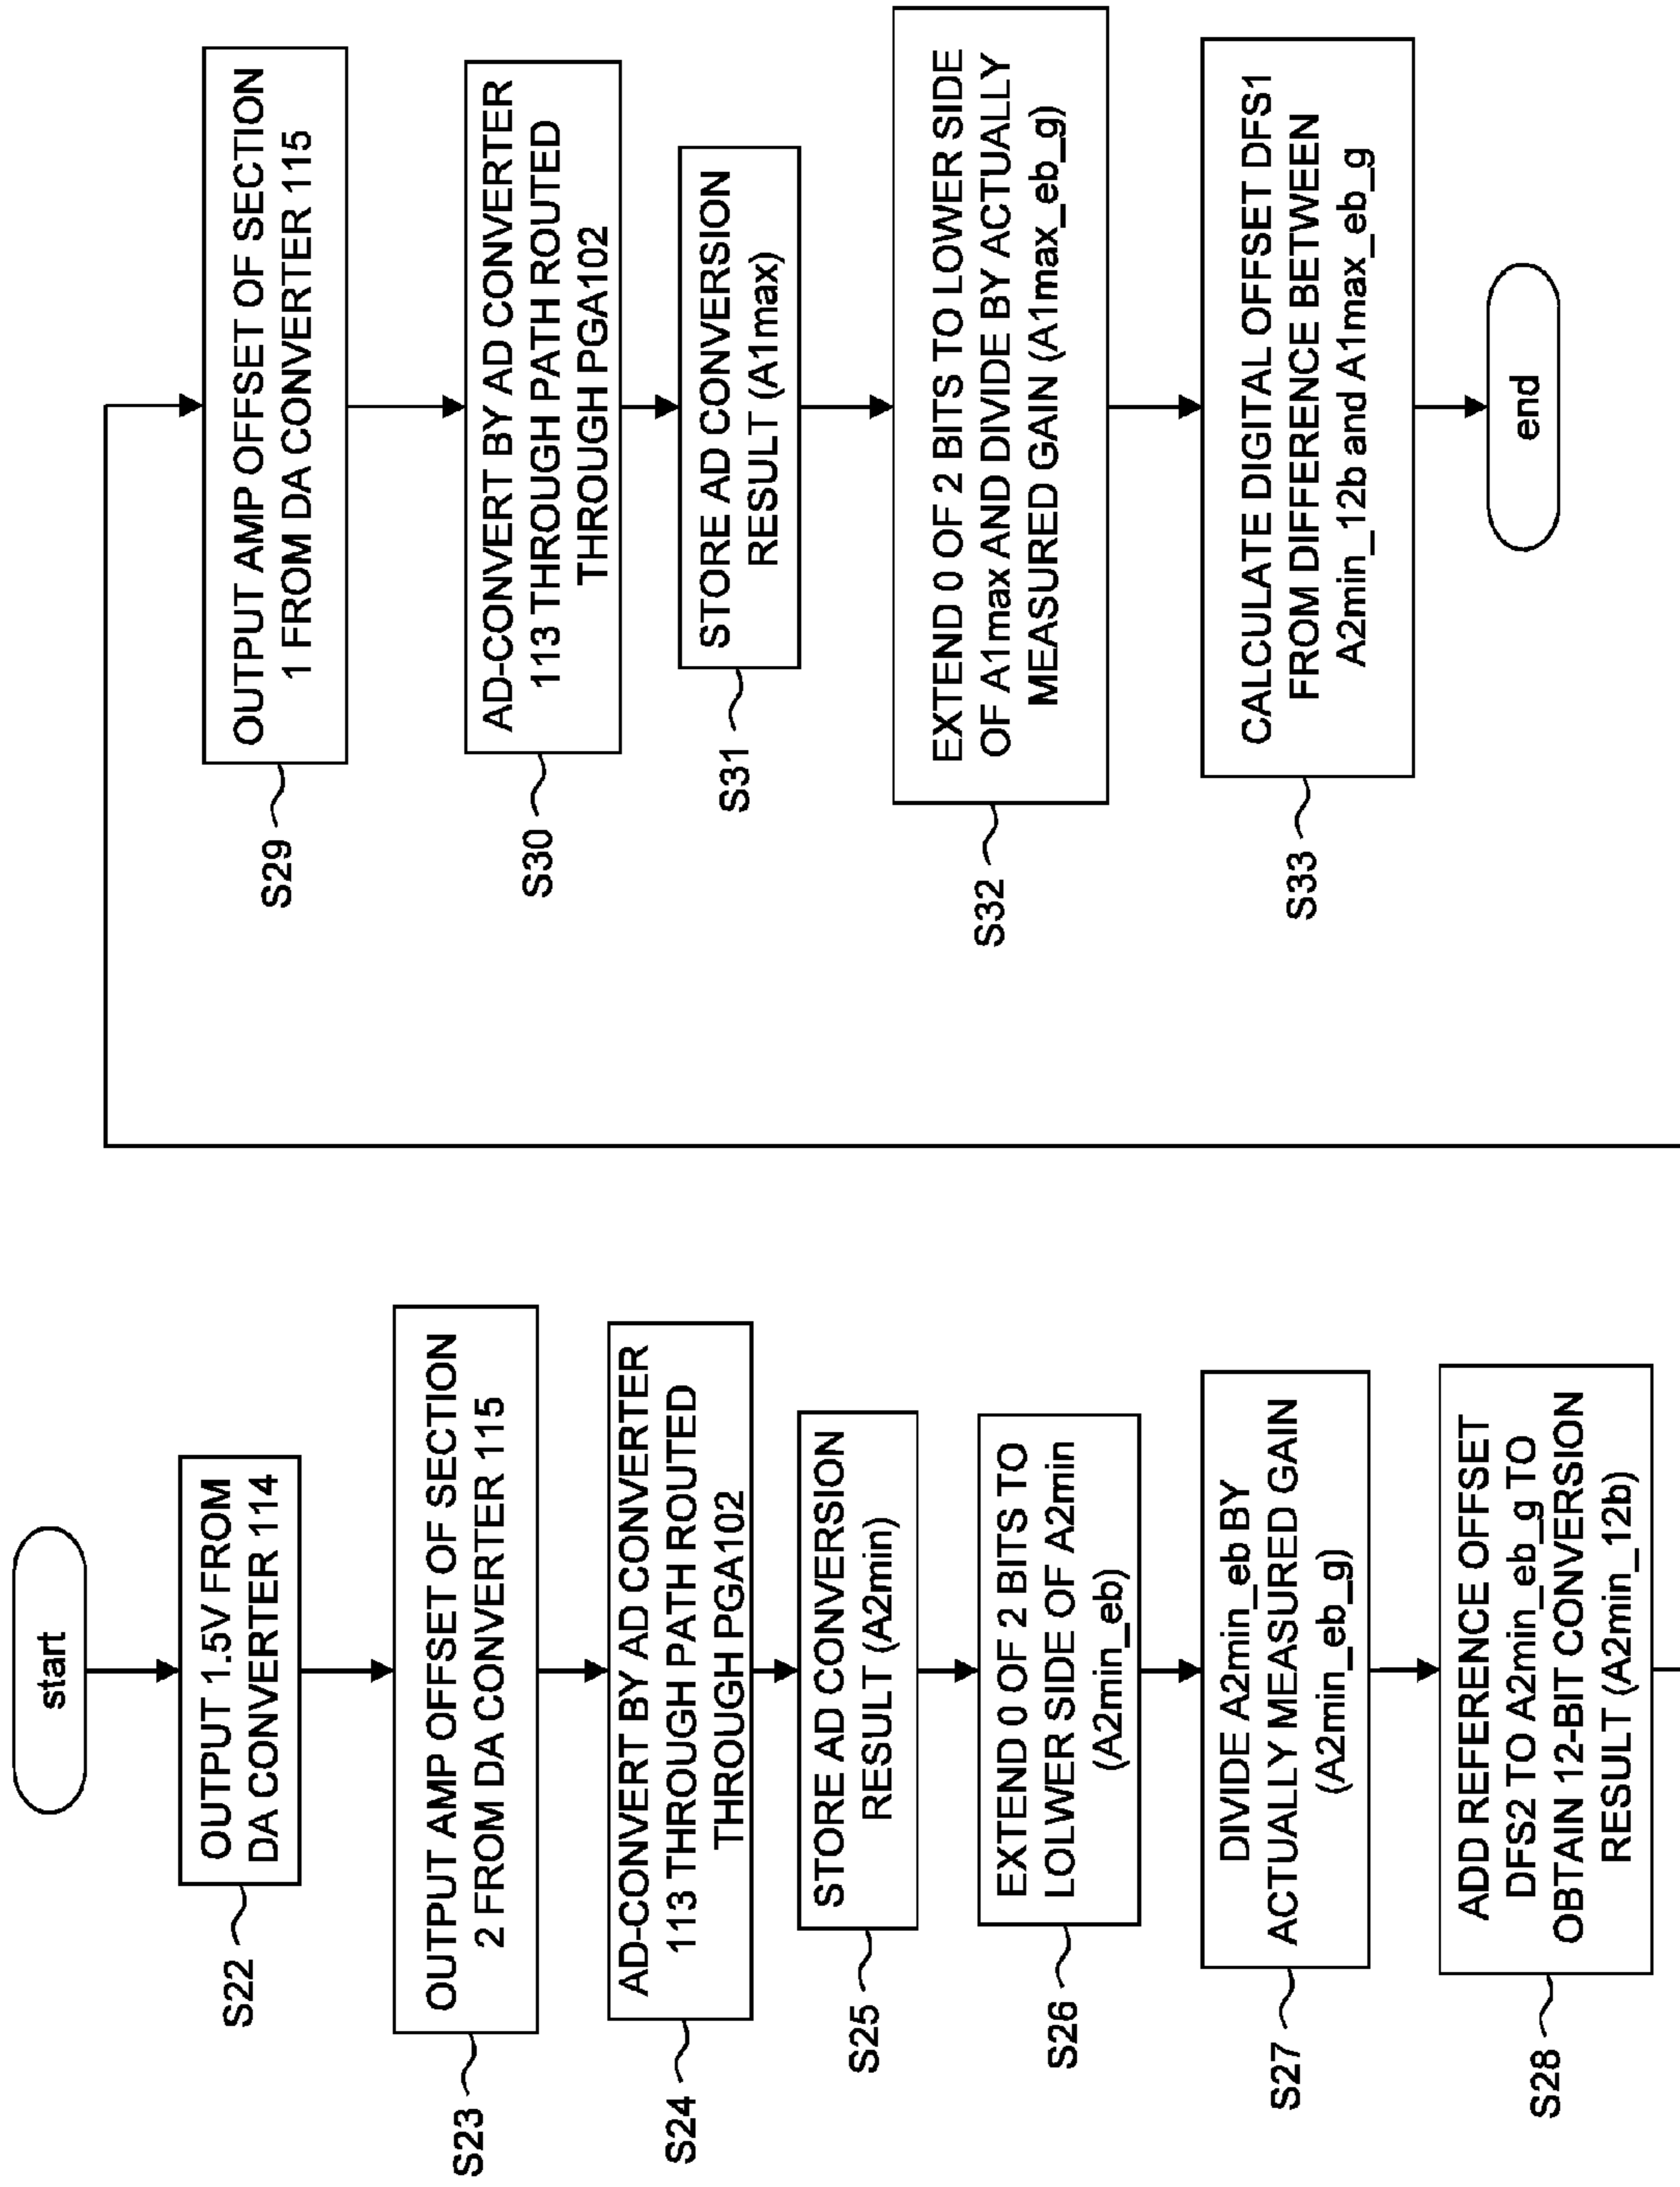 start
S22
OUTPUT 1.5V FROM
DA CONVERTER 114
S23
OUTPUT AMP OFFSET OF SECTION
2 FROM DA CONVERTER 115
S24
AD-CONVERT BY AD CONVERTER
113 THROUGH PATH ROUTED
THROUGH PGA102
S25
STORE AD CONVERSION
RESULT (A2min)
S26
EXTEND 0 OF 2 BITS TO
LOLWER SIDE OF A2min
(A2min_eb)
S27
DIVIDE A2min_eb BY
ACTUALLY MEASURED GAIN
(A2min_eb_g)
S28
ADD REFERENCE OFFSET
DFS2 TO A2min_eb_g TO
OBTAIN 12-BIT CONVERSION
RESULT (A2min_12b)
S29
OUTPUT AMP OFFSET OF SECTION
1 FROM DA CONVERTER 115
S30
AD-CONVERT BY AD CONVERTER
113 THROUGH PATH ROUTED
THROUGH PGA102
S31
STORE AD CONVERSION
RESULT (A1max)
S32
EXTEND 0 OF 2 BITS TO LOWER SIDE
OF A1max AND DIVIDE BY ACTUALLY
MEASURED GAIN (A1max_eb_g)
S33
CALCULATE DIGITAL OFFSET DFS1
FROM DIFFERENCE BETWEEN
A2min_12b and A1max_eb_g
end